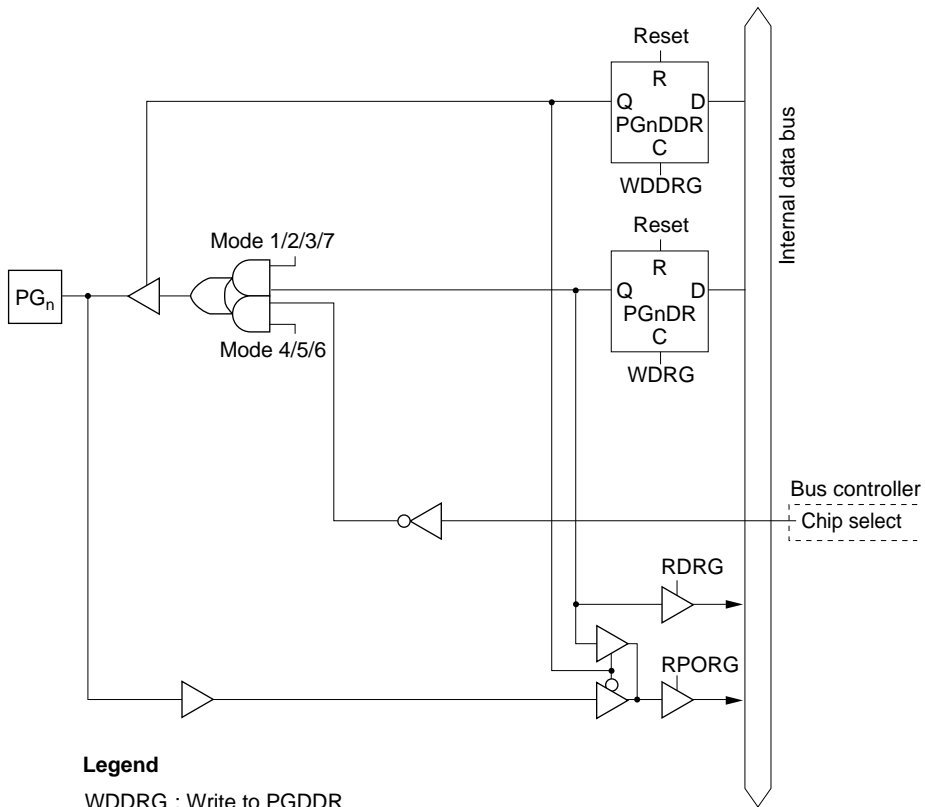 Reset
R
Q D
PGnDDR
C
WDDRG
Internal data bus
Reset
R
Q D
PGnDR
C
WDRG
Mode 1/2/3/7
PGn
Mode 4/5/6
Bus controller
Chip select
RDRG
RPORG
Legend
WDDRG : Write to PGDDR